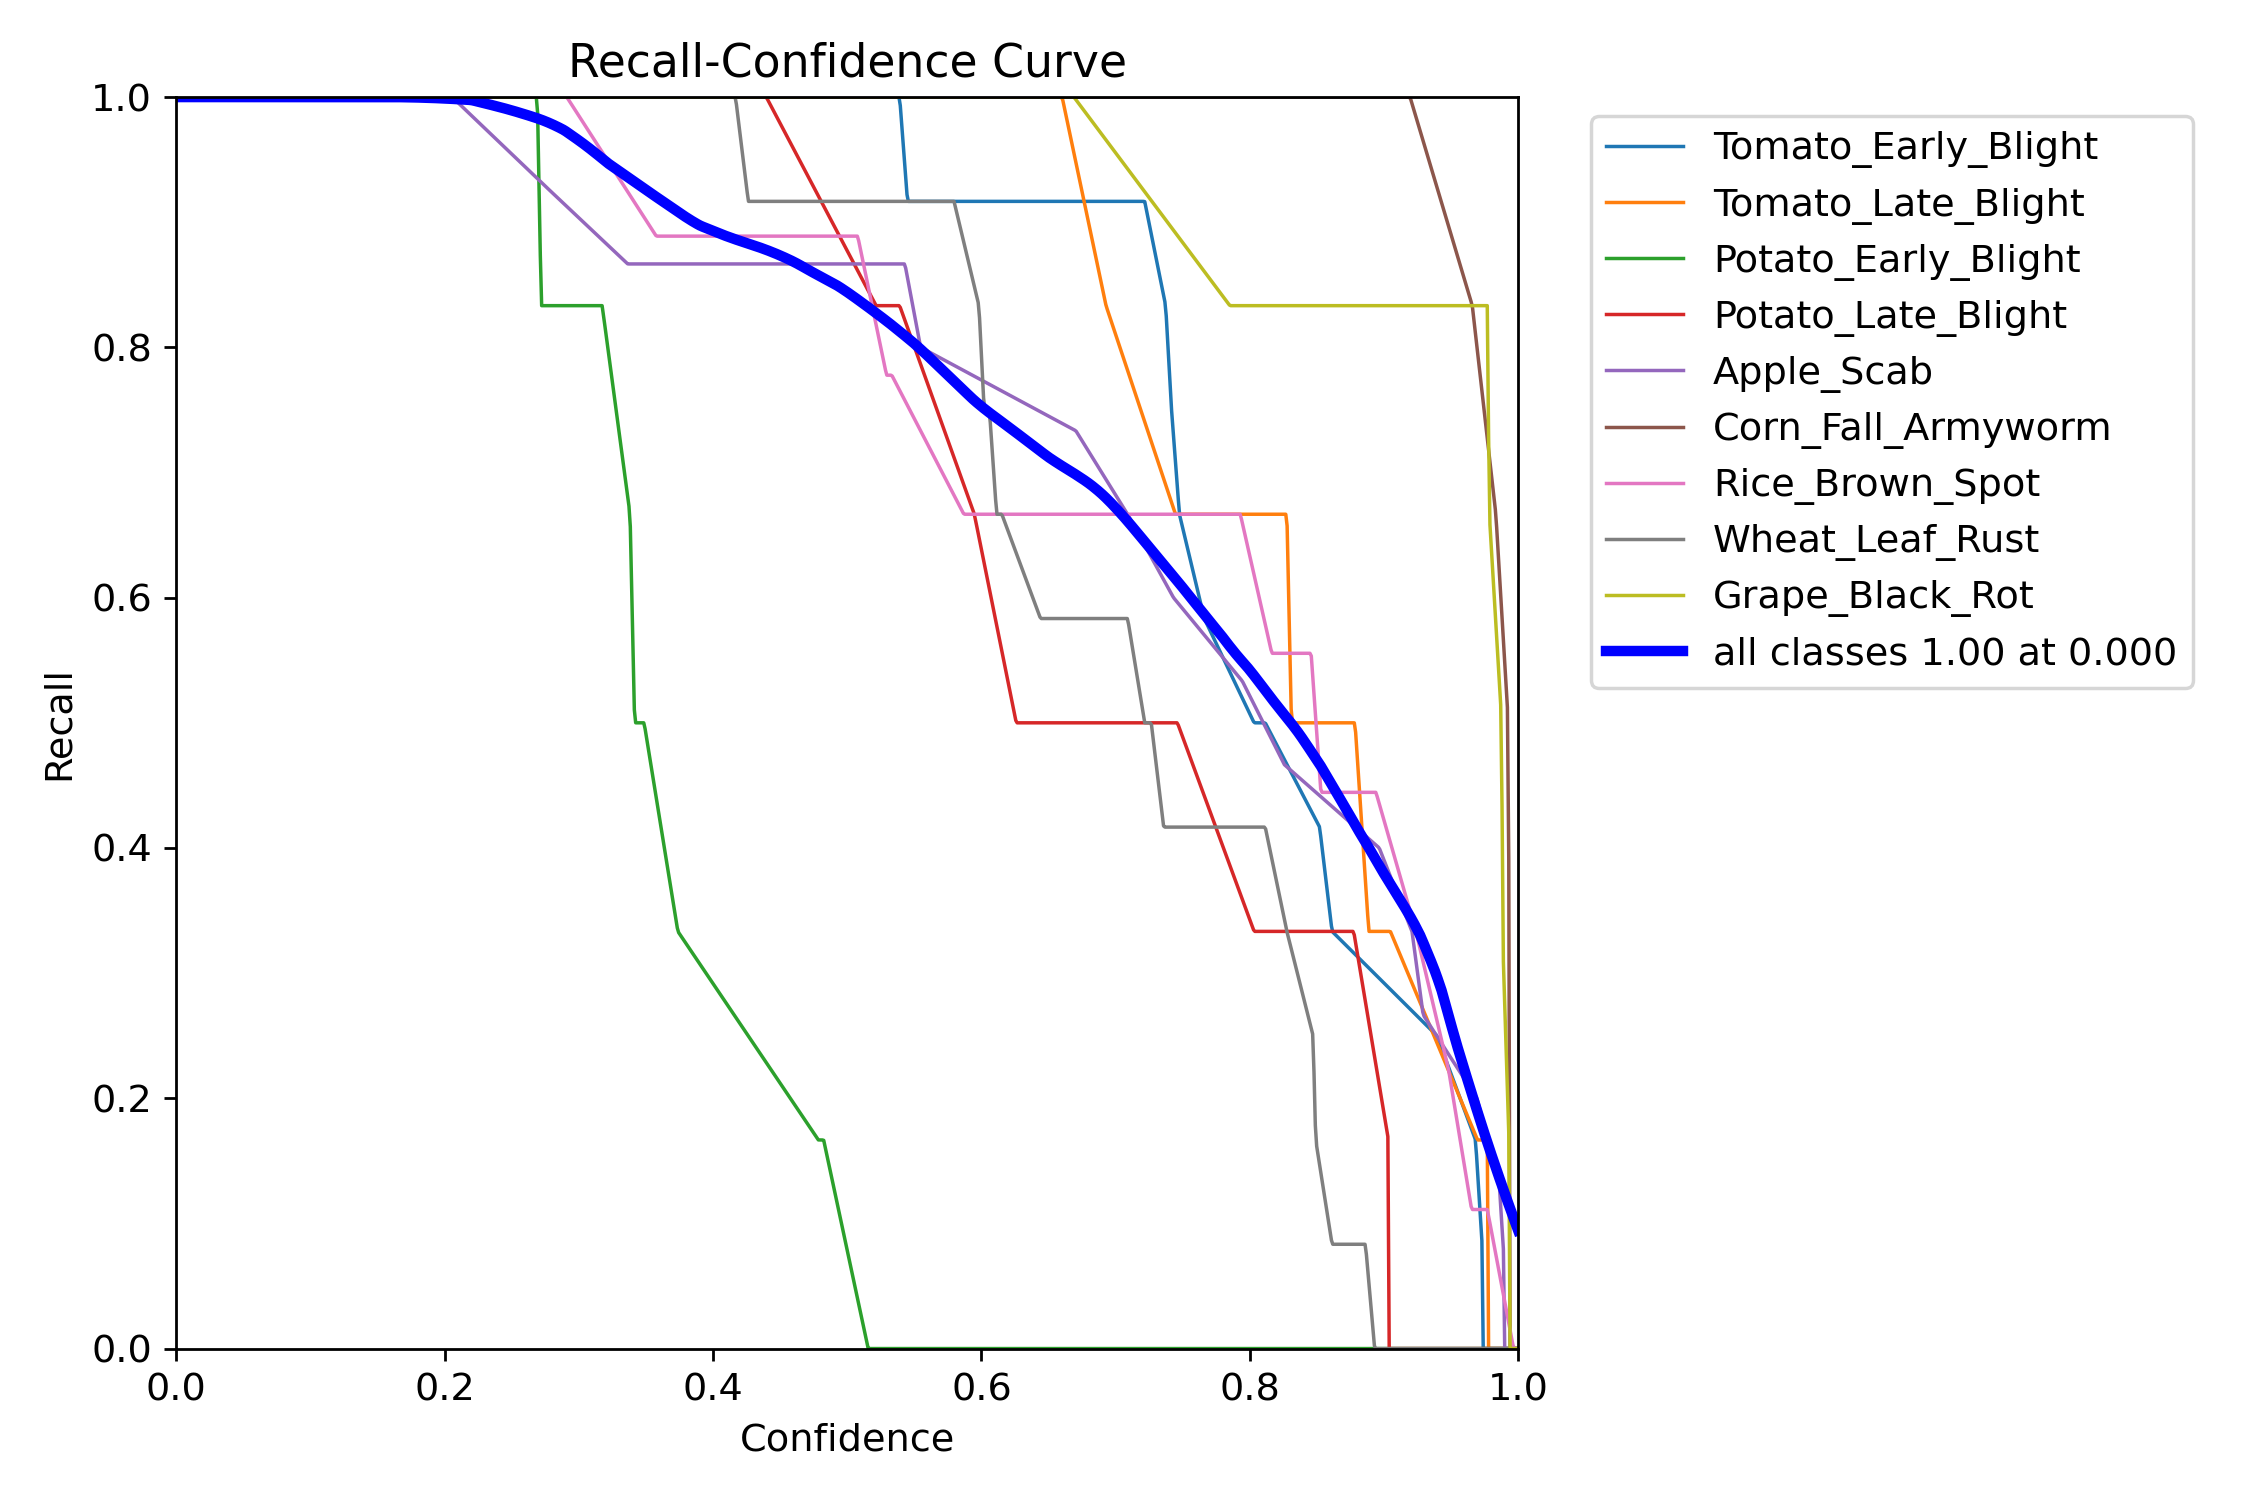 Recall-Confidence Curve
1.0
0.8
0.6
0.4
0.2
0.0
Recall
0.0 0.2 0.4 0.6 0.8 1.0
Confidence
Tomato_Early_Blight
Tomato_Late_Blight
Potato_Early_Blight
Potato_Late_Blight
Apple_Scab
Corn_Fall_Armyworm
Rice_Brown_Spot
Wheat_Leaf_Rust
Grape_Black_Rot
all classes 1.00 at 0.000